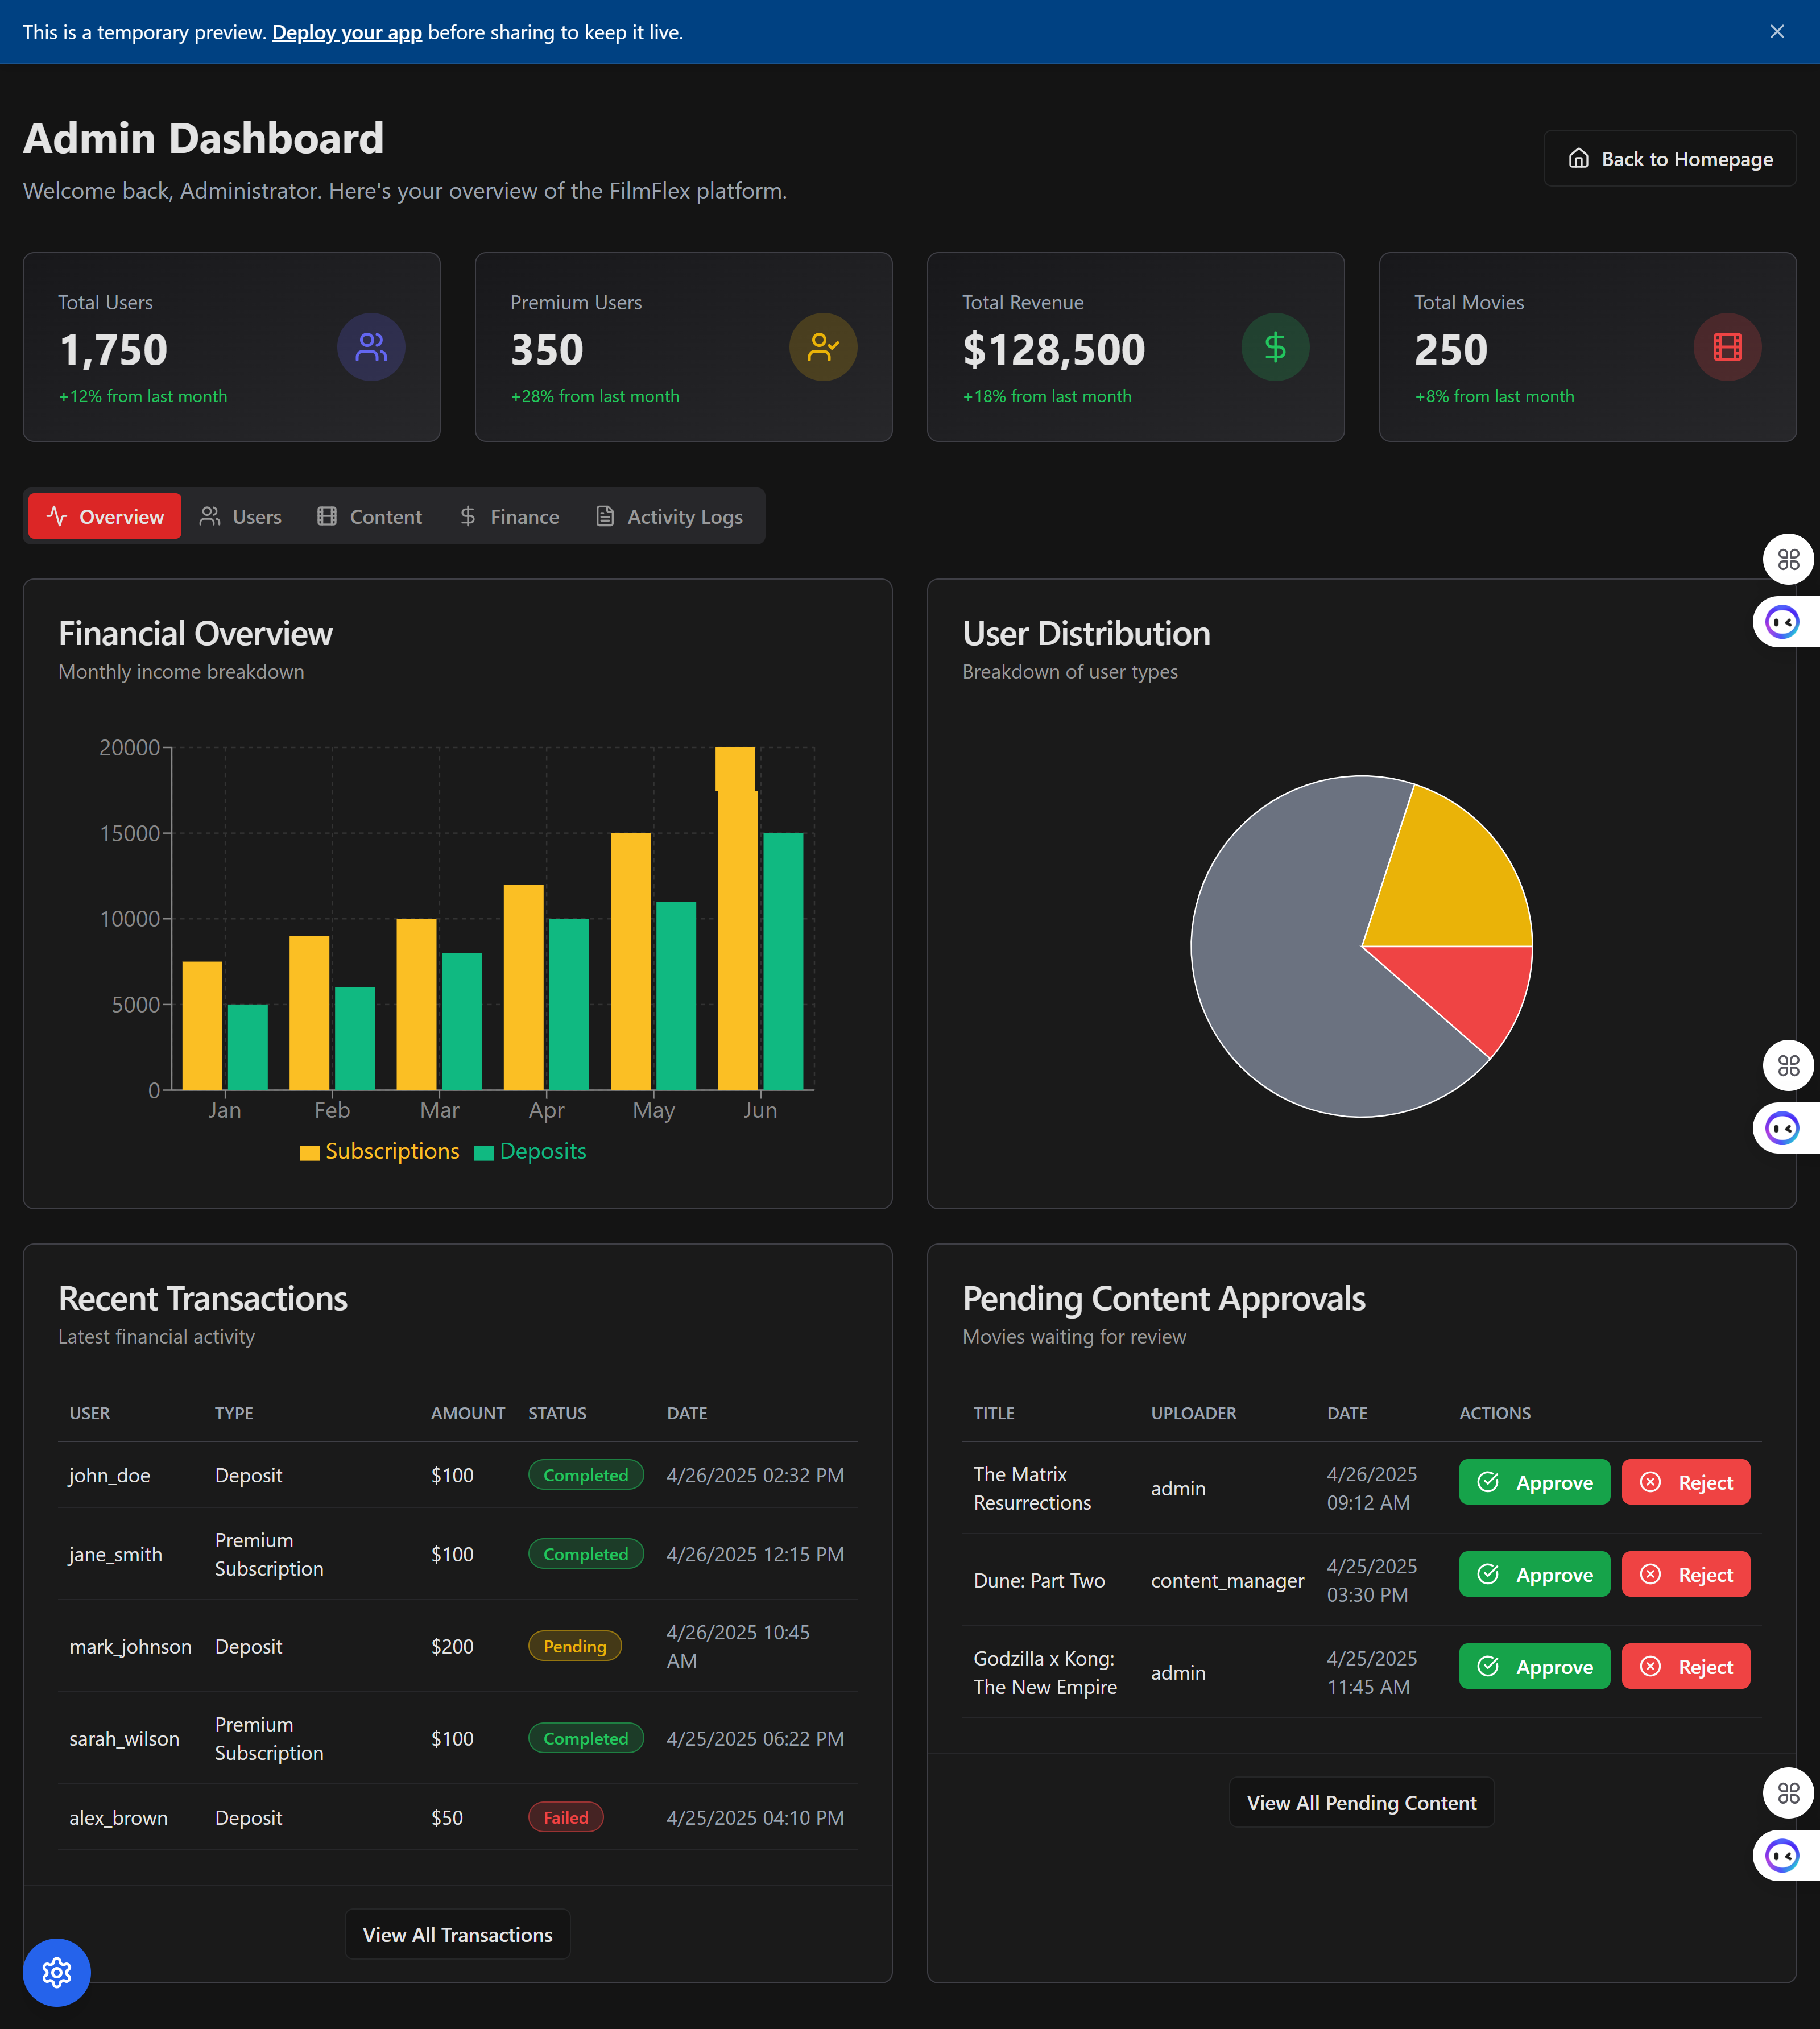 This is a temporary preview. Deploy your app before sharing to keep it live.
Admin Dashboard
Welcome back, Administrator. Here's your overview of the FilmFlex platform.
Back to Homepage
Total Users
1,750
+12% from last month
Premium Users
350
+28% from last month
Total Revenue
$128,500
+18% from last month
Total Movies
250
+8% from last month
Overview Users Content Finance Activity Logs
Financial Overview
Monthly income breakdown
20000
15000
10000
5000
0
Jan Feb Mar Apr May Jun
Subscriptions Deposits
User Distribution
Breakdown of user types
Recent Transactions
Latest financial activity
USER TYPE AMOUNT STATUS DATE
john_doe Deposit $100 Completed 4/26/2025 02:32 PM
jane_smith Premium
Subscription $100 Completed 4/26/2025 12:15 PM
mark_johnson Deposit $200 Pending 4/26/2025 10:45
AM
sarah_wilson Premium
Subscription $100 Completed 4/25/2025 06:22 PM
alex_brown Deposit $50 Failed 4/25/2025 04:10 PM
View All Transactions
Pending Content Approvals
Movies waiting for review
TITLE UPLOADER DATE ACTIONS
The Matrix
Resurrections admin 4/26/2025
09:12 AM Approve Reject
Dune: Part Two content_manager 4/25/2025
03:30 PM Approve Reject
Godzilla x Kong:
The New Empire admin 4/25/2025
11:45 AM Approve Reject
View All Pending Content